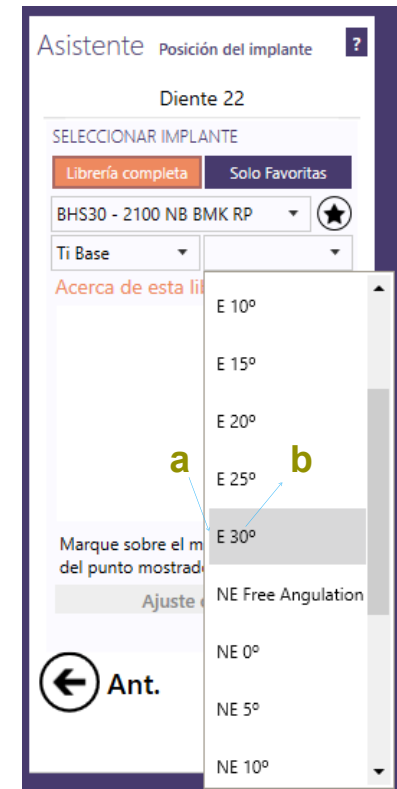 Asistente Posición del implante ?
Diente 22
SELECCIONAR IMPLANTE
Librería completa Solo Favoritas
BHS30 - 2100 NB BMK RP
Ti Base
Acerca de esta li
E 10º
E 15º
E 20º
a b
E 25º
E 30º
Marque sobre el m
del punto mostrad
Ajuste
NE Free Angulation
NE 0º
Ant.
NE 5º
NE 10º